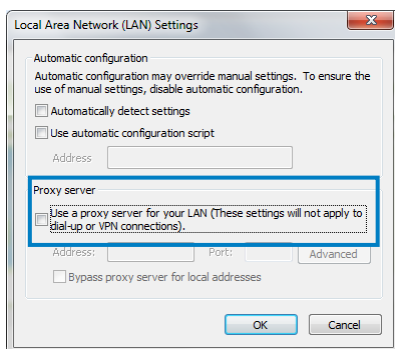 Local Area Network (LAN) Settings
Automatic configuration
Automatic configuration may override manual settings. To ensure the
use of manual settings, disable automatic configuration.
Automatically detect settings
Use automatic configuration script
Address
Proxy server
Use a proxy server for your LAN (These settings will not apply to
dial-up or VPN connections).
Address: Port: Advanced
Bypass proxy server for local addresses
OK Cancel